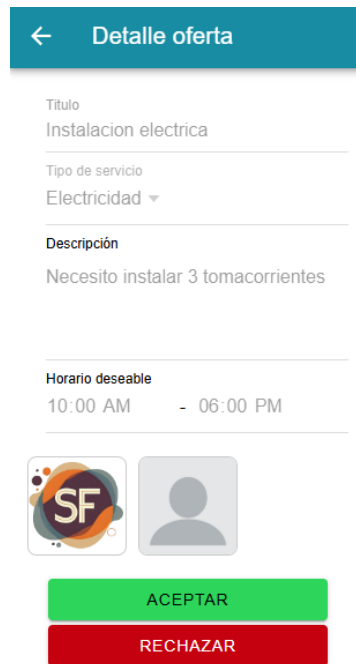 Detalle oferta
Titulo
Instalacion electrica
Tipo de servicio
Electricidad
Descripción
Necesito instalar 3 tomacorrientes
Horario deseable
10:00 AM - 06:00 PM
SF
ACEPTAR
RECHAZAR